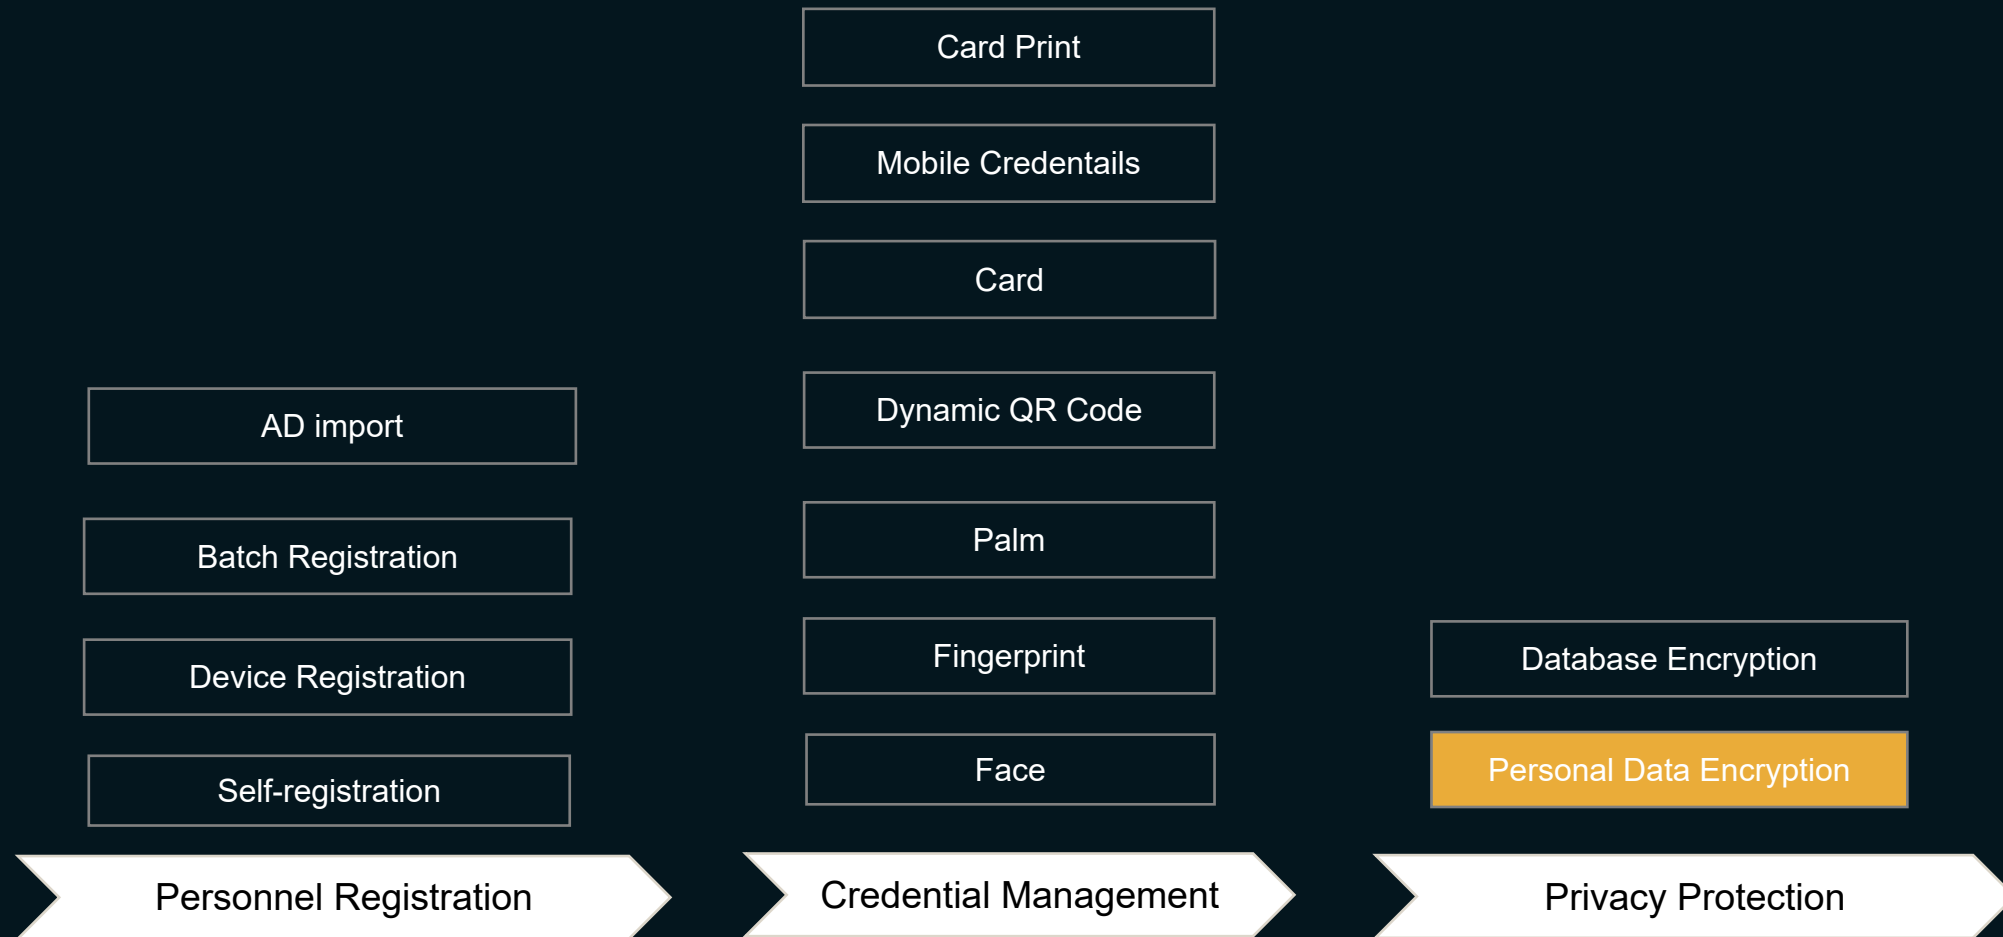 Card Print
Mobile Credentails
Card
Dynamic QR Code
Palm
Fingerprint
Face
AD import
Batch Registration
Device Registration
Self-registration
Database Encryption
Personal Data Encryption
Personnel Registration
Credential Management
Privacy Protection